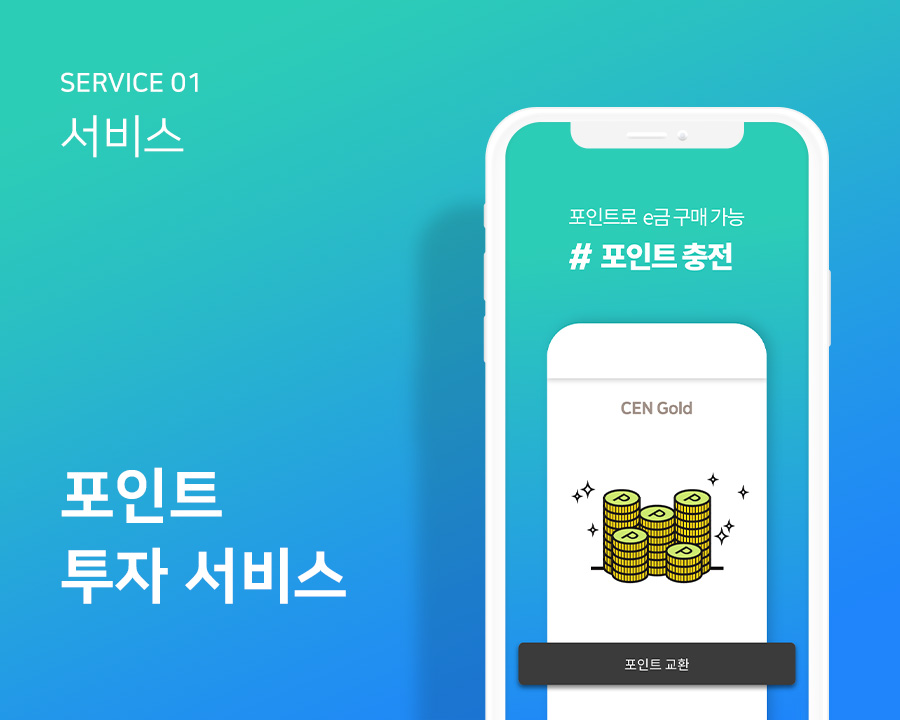 SERVICE 01
서비스
포인트로 e금 구매 가능
# 포인트 충전
CEN Gold
P
P
P
P
P
포인트 교환
포인트
투자 서비스